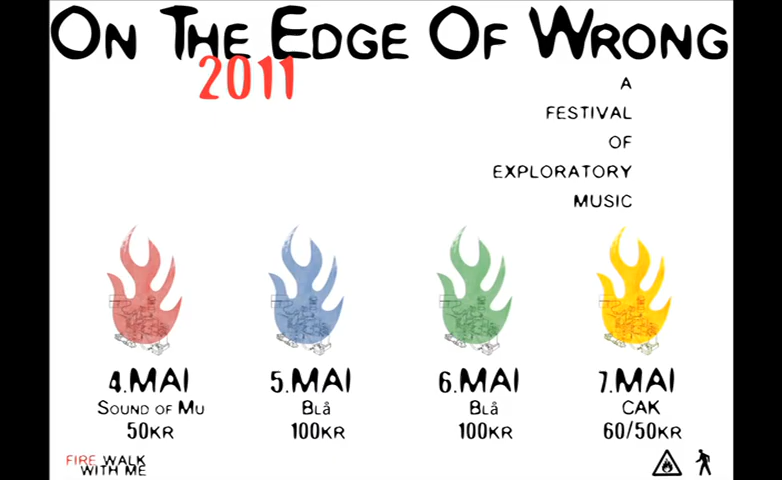 On The Edge Of Wrong
2011
A
FESTIVAL
OF
EXPLORATORY
MUSIC
4.MAI
SOUND OF MU
50KR
5.MAI
BLå
100KR
6.MAI
BLå
100KR
7.MAI
CAK
60/50KR
FIRE WALK
WITH ME